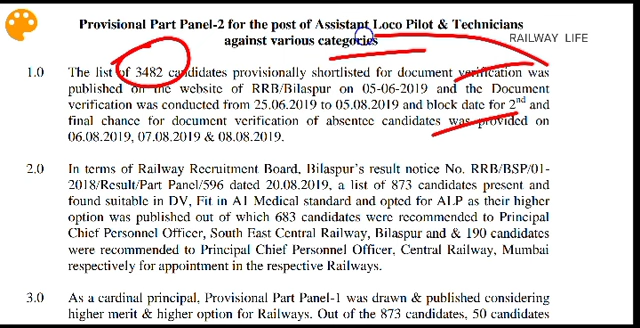 Provisional Part Panel-2 for the post of Assistant Loco Pilot & Technicians
against various categories
RAILWAY LIFE
1.0 The list of 3482 candidates provisionally shortlisted for document verification was
published on the website of RRB/Bilaspur on 05-06-2019 and the Document
verification was conducted from 25.06.2019 to 05.08.2019 and block date for 2nd and
final chance for document verification of absentee candidates was provided on
06.08.2019, 07.08.2019 & 08.08.2019.
2.0 In terms of Railway Recruitment Board, Bilaspur's result notice No. RRB/BSP/01-
2018/Result/Part Panel/596 dated 20.08.2019, a list of 873 candidates present and
found suitable in DV, Fit in A1 Medical standard and opted for ALP as their higher
option was published out of which 683 candidates were recommended to Principal
Chief Personnel Officer, South East Central Railway, Bilaspur and & 190 candidates
were recommended to Principal Chief Personnel Officer, Central Railway, Mumbai
respectively for appointment in the respective Railways.
3.0 As a cardinal principal, Provisional Part Panel-1 was drawn & published considering
higher merit & higher option for Railways. Out of the 873 candidates, 50 candidates